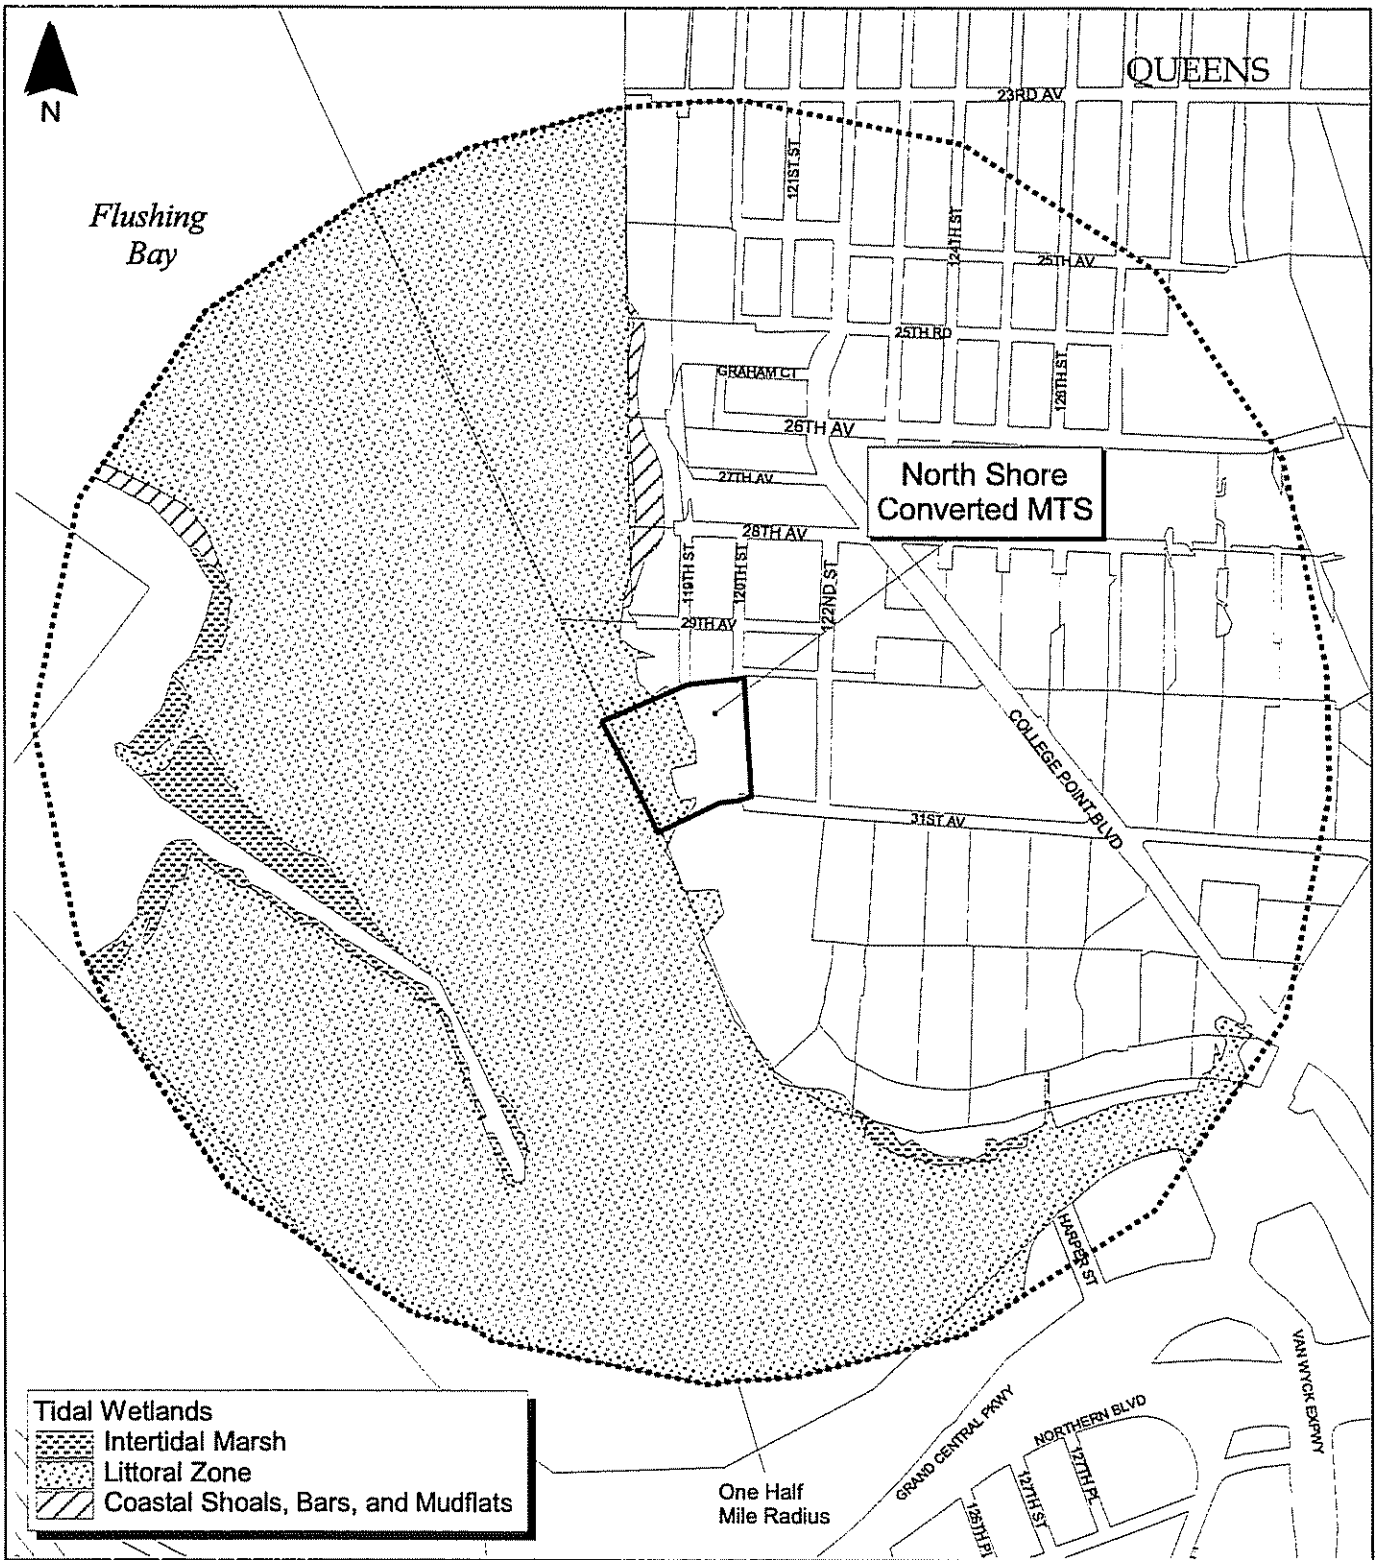 QUEENS
23RD AV
N
121ST ST
Flushing
Bay
124TH ST
25TH AV
25TH RD
GRAHAM CT
128TH ST
26TH AV
North Shore
Converted MTS
27TH AV
28TH AV
119TH ST
120TH ST
122ND ST
29TH AV
COLLEGE POINT BLVD
31ST AV
HARPER ST
VAN WYCK EXPWY
GRAND CENTRAL PKWY
NORTHERN BLVD
127TH PL
127TH ST
126TH PL
One Half
Mile Radius
Tidal Wetlands
Intertidal Marsh
Littoral Zone
Coastal Shoals, Bars, and Mudflats